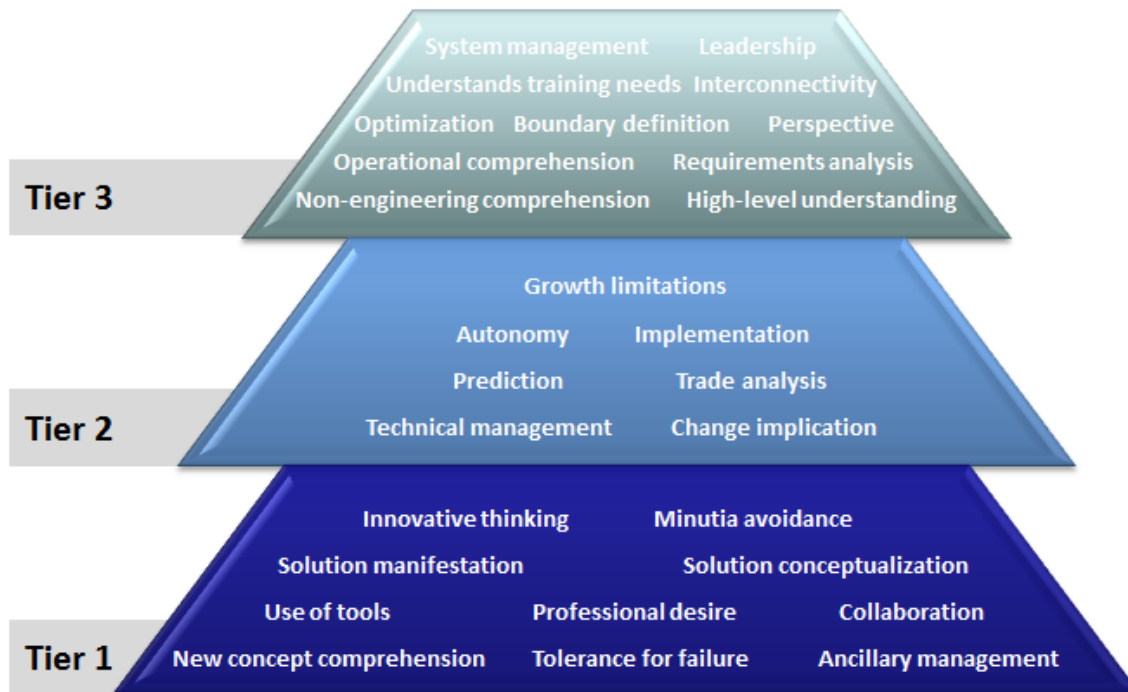 System management Leadership
Understands training needs Interconnectivity
Optimization Boundary definition Perspective
Operational comprehension Requirements analysis
Tier 3
Non-engineering comprehension High-level understanding
Growth limitations
Autonomy Implementation
Prediction Trade analysis
Tier 2
Technical management Change implication
Innovative thinking Minutia avoidance
Solution manifestation Solution conceptualization
Use of tools Professional desire Collaboration
Tier 1
New concept comprehension Tolerance for failure Ancillary management